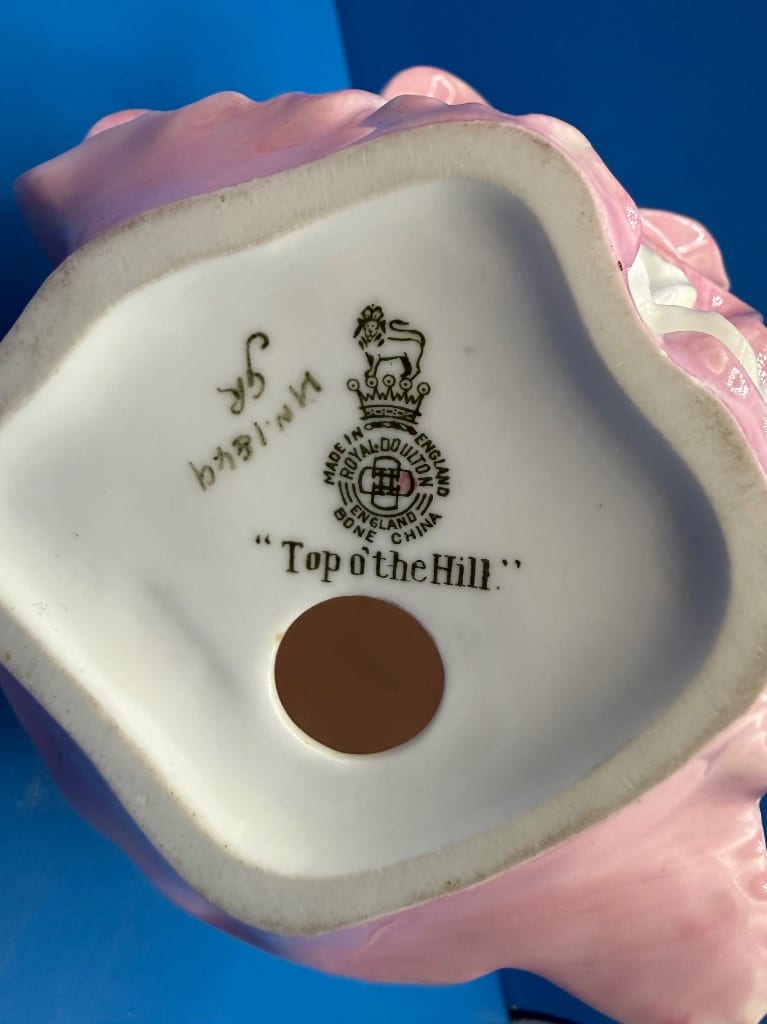 HN.1849
MADE IN ENGLAND
ROYAL·DOULTON
ENGLAND
BONE CHINA
“Top o'the Hill.”